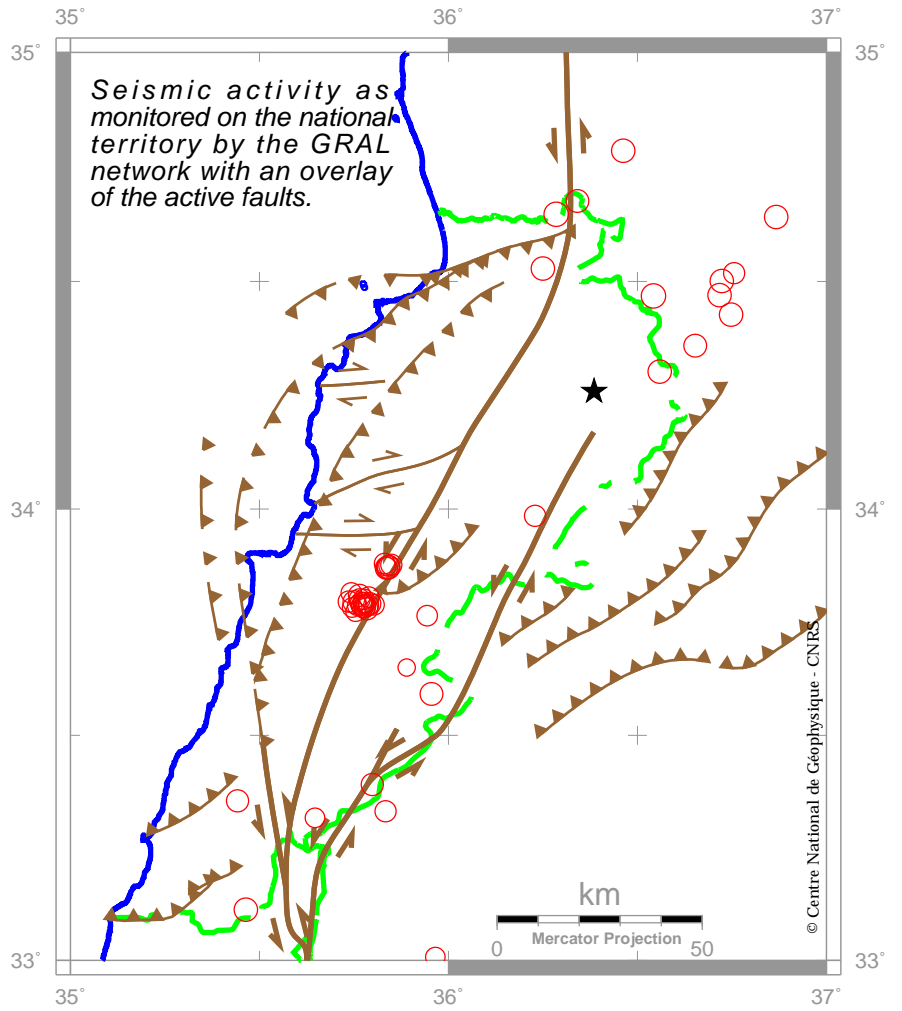 35˚ 36˚ 37˚
35˚ 35˚
Seismic activity as
monitored on the national
territory by the GRAL
network with an overlay
of the active faults.
34˚ 34˚
© Centre National de Géophysique - CNRS
km
Mercator Projection
0 50
33˚ 33˚
35˚ 36˚ 37˚